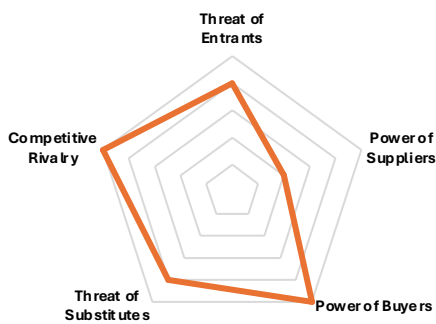 Threat of
Entrants
Competitive
Rivalry
Power of
Suppliers
Threat of
Substitutes
Power of Buyers